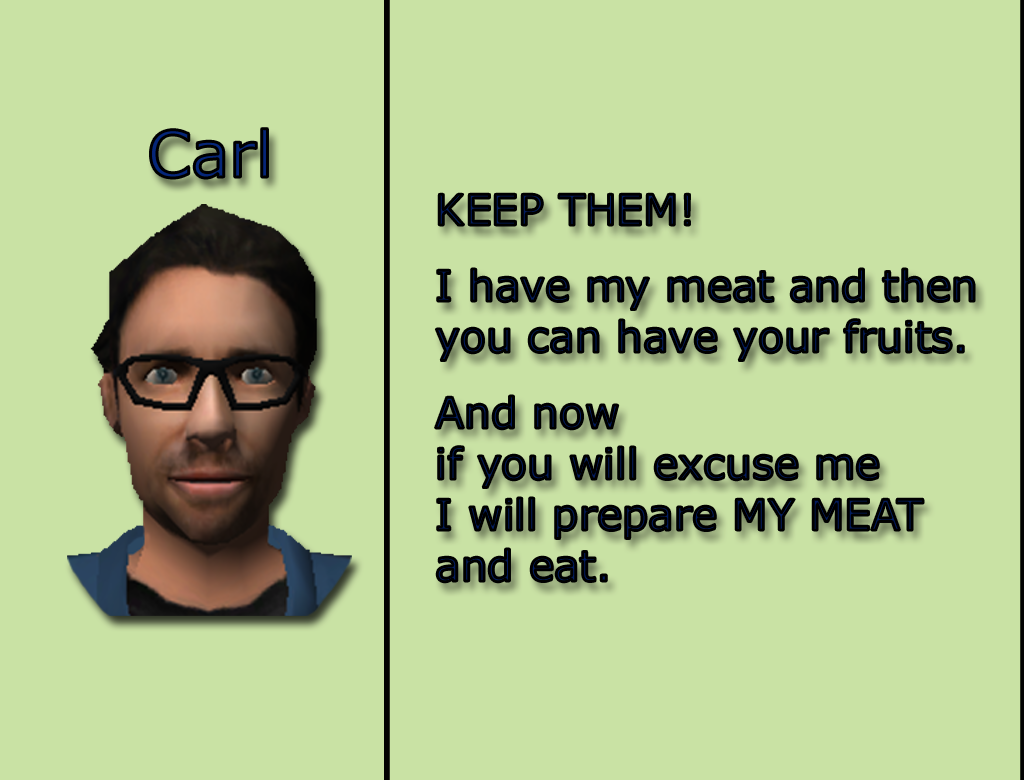 Carl
KEEP THEM!
I have my meat and then
you can have your fruits.
And now
if you will excuse me
I will prepare MY MEAT
and eat.